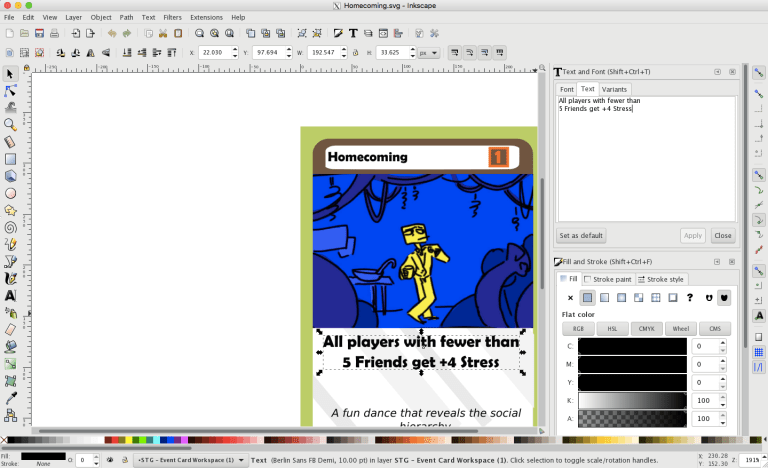 Homecoming.svg - Inkscape
File Edit View Layer Object Path Text Filters Extensions Help
X: 22.030 Y: 97.694 W: 192.547 H: 33.625 px
Text and Font (Shift+Ctrl+T)
Font Text Variants
All players with fewer than
5 Friends get +4 Stress
Set as default Apply Close
Fill and Stroke (Shift+Ctrl+F)
Fill Stroke paint Stroke style
Flat color
RGB HSL CMYK Wheel CMS
C: 0
M: 0
Y: 0
K: 100
A: 100
Homecoming 1
All players with fewer than
5 Friends get +4 Stress
A fun dance that reveals the social
hierarchy
Fill:
Stroke: None
O: 0
•STG - Event Card Workspace (1)
Text (Berlin Sans FB Demi, 10.00 pt) in layer STG - Event Card Workspace (1). Click selection to toggle scale/rotation handles.
X: 230.28
Y: 152.30
Z: 191%